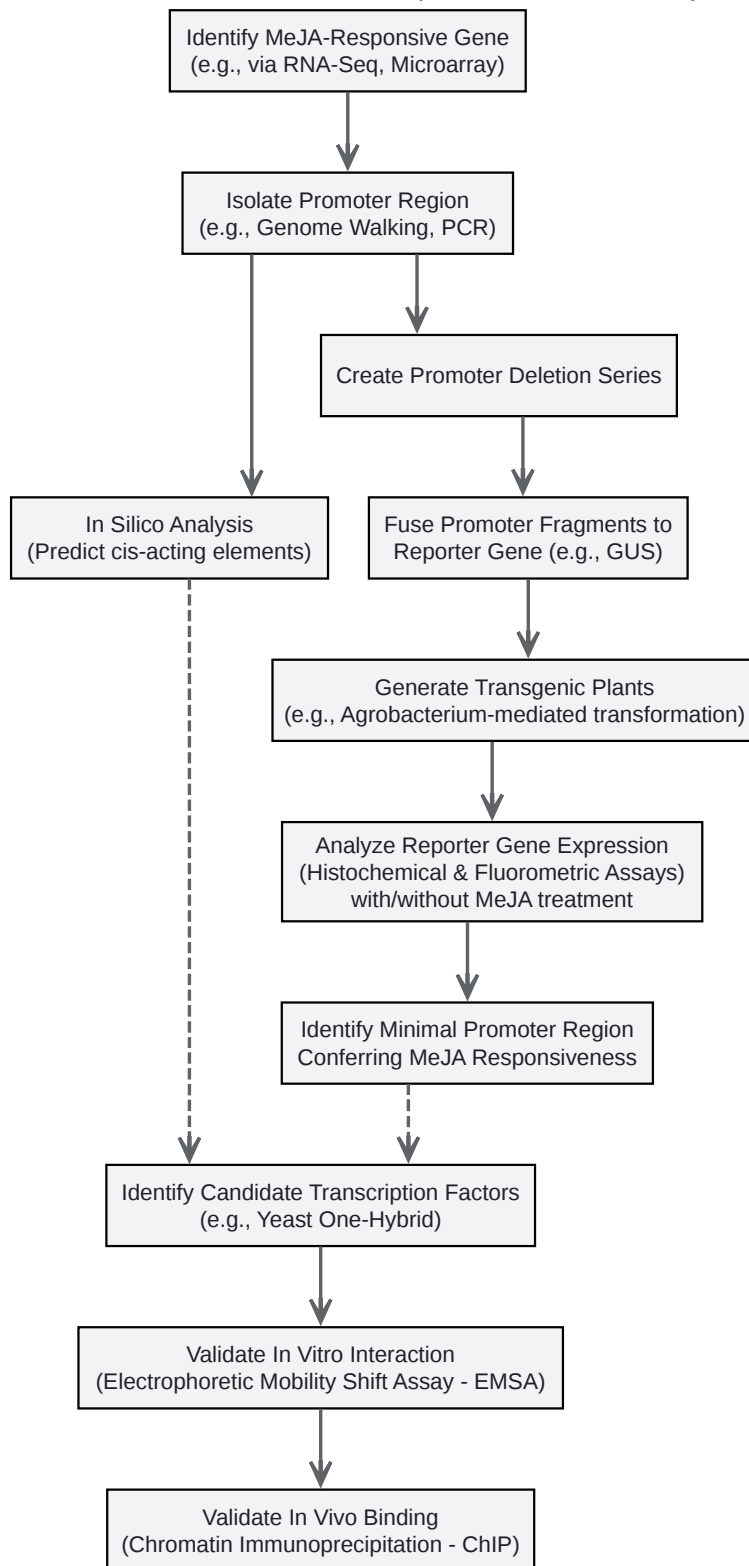 Identify MeJA-Responsive Gene
(e.g., via RNA-Seq, Microarray)
Isolate Promoter Region
(e.g., Genome Walking, PCR)
Create Promoter Deletion Series
In Silico Analysis
(Predict cis-acting elements)
Fuse Promoter Fragments to
Reporter Gene (e.g., GUS)
Generate Transgenic Plants
(e.g., Agrobacterium-mediated transformation)
Analyze Reporter Gene Expression
(Histochemical & Fluorometric Assays)
with/without MeJA treatment
Identify Minimal Promoter Region
Conferring MeJA Responsiveness
Identify Candidate Transcription Factors
(e.g., Yeast One-Hybrid)
Validate In Vitro Interaction
(Electrophoretic Mobility Shift Assay - EMSA)
Validate In Vivo Binding
(Chromatin Immunoprecipitation - ChIP)